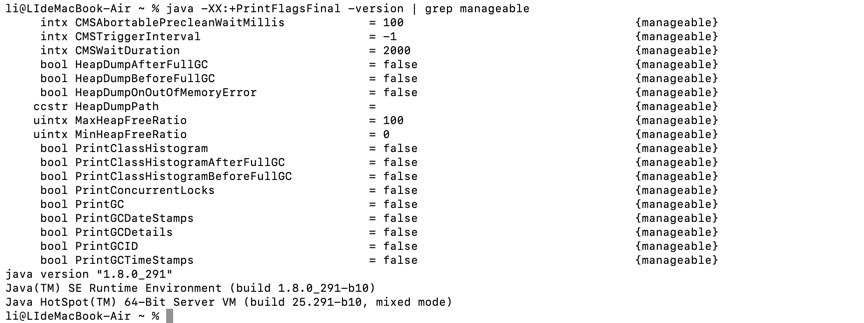 li@LIdeMacBook-Air ~ % java -XX:+PrintFlagsFinal -version | grep manageable
     intx CMSAbortablePrecleanWaitMillis            = 100                                 {manageable}
     intx CMSTriggerInterval                        = -1                                  {manageable}
     intx CMSWaitDuration                           = 2000                                {manageable}
     bool HeapDumpAfterFullGC                       = false                               {manageable}
     bool HeapDumpBeforeFullGC                      = false                               {manageable}
     bool HeapDumpOnOutOfMemoryError                = false                               {manageable}
    ccstr HeapDumpPath                              =                                     {manageable}
    uintx MaxHeapFreeRatio                          = 100                                 {manageable}
    uintx MinHeapFreeRatio                          = 0                                   {manageable}
     bool PrintClassHistogram                       = false                               {manageable}
     bool PrintClassHistogramAfterFullGC            = false                               {manageable}
     bool PrintClassHistogramBeforeFullGC           = false                               {manageable}
     bool PrintConcurrentLocks                      = false                               {manageable}
     bool PrintGC                                   = false                               {manageable}
     bool PrintGCDateStamps                         = false                               {manageable}
     bool PrintGCDetails                            = false                               {manageable}
     bool PrintGCID                                 = false                               {manageable}
     bool PrintGCTimeStamps                         = false                               {manageable}
java version "1.8.0_291"
Java(TM) SE Runtime Environment (build 1.8.0_291-b10)
Java HotSpot(TM) 64-Bit Server VM (build 25.291-b10, mixed mode)
li@LIdeMacBook-Air ~ %